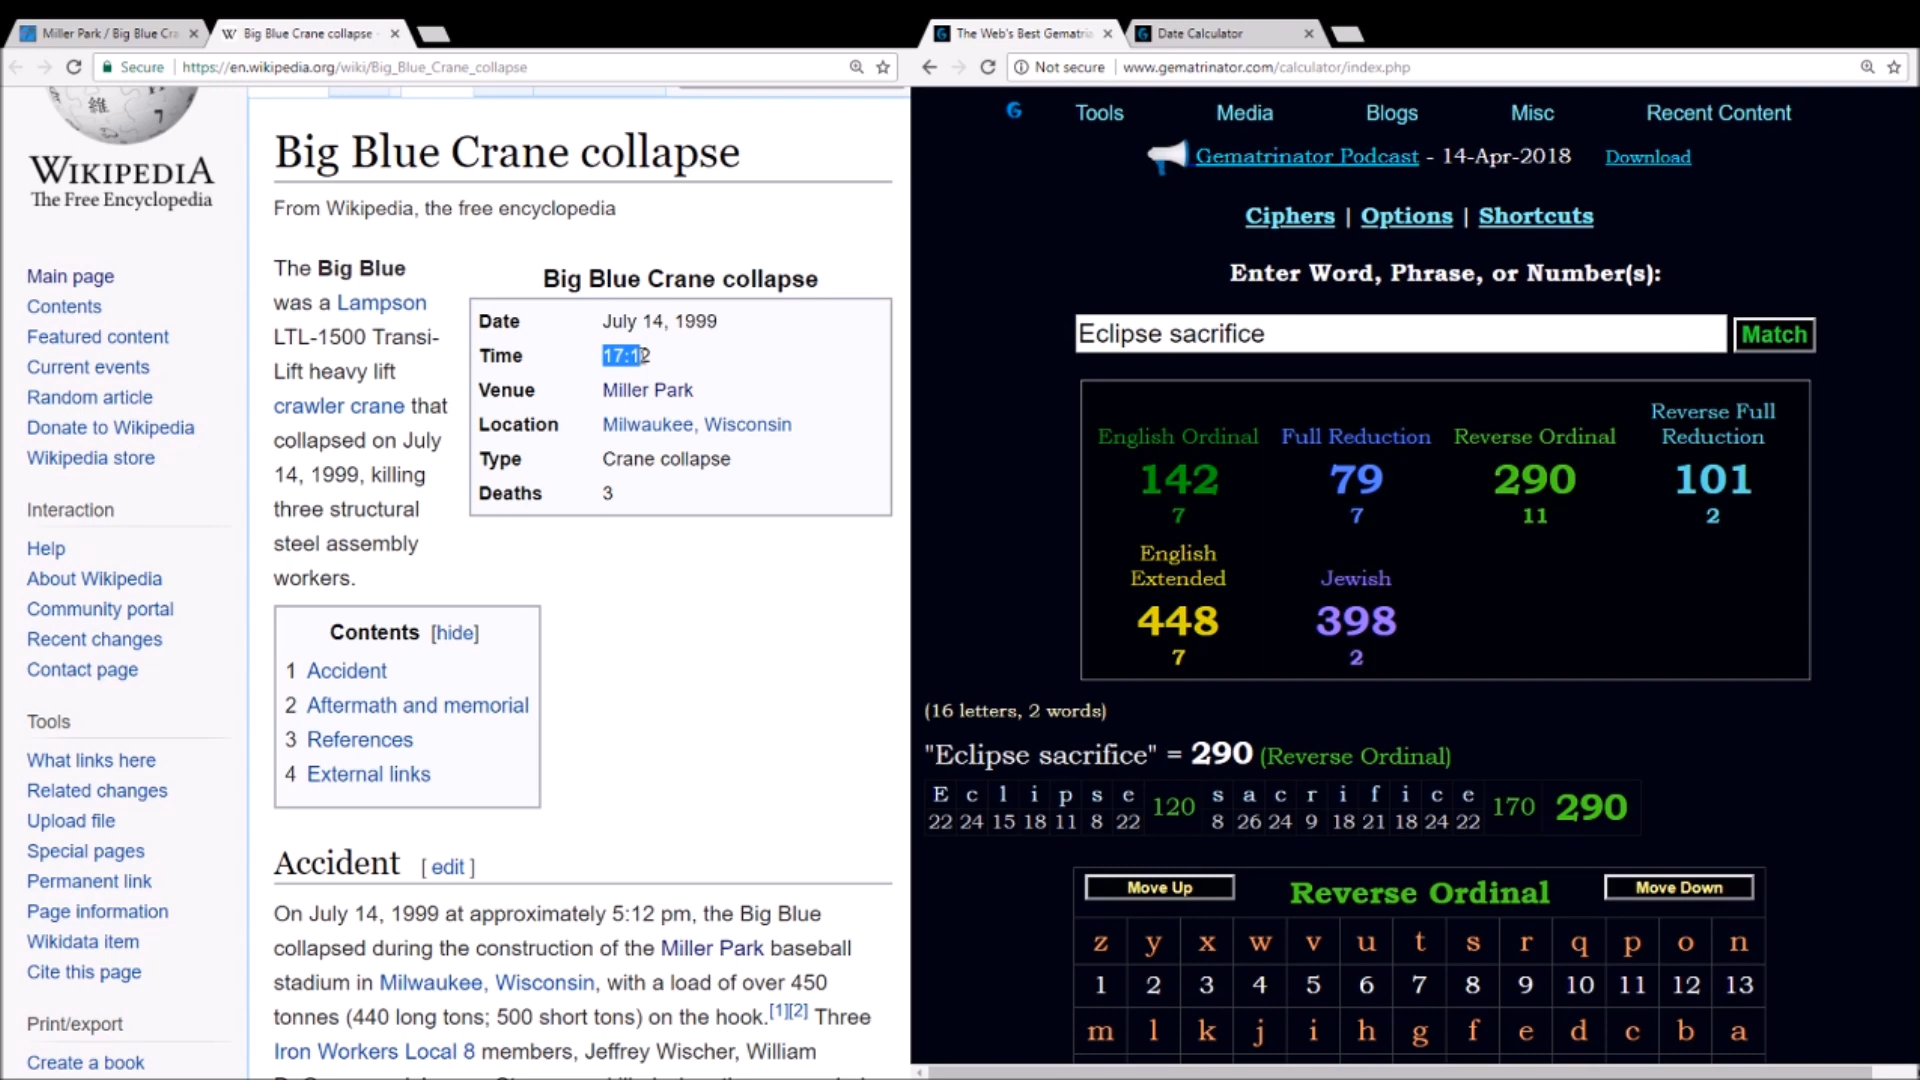 Miller Park / Big Blue Cra
Big Blue Crane collapse -
The Web's Best Gematria
Date Calculator
Secure
https://en.wikipedia.org/wiki/Big_Blue_Crane_collapse
Not secure
www.gematrinator.com/calculator/index.php
雜
7
WIKIPEDIA
The Free Encyclopedia
Main page
Contents
Featured content
Current events
Random article
Donate to Wikipedia
Wikipedia store
Interaction
Help
About Wikipedia
Community portal
Recent changes
Contact page
Tools
What links here
Related changes
Upload file
Special pages
Permanent link
Page information
Wikidata item
Cite this page
Print/export
Create a book
Big Blue Crane collapse
From Wikipedia, the free encyclopedia
The Big Blue
was a Lampson
LTL-1500 Transi-
Lift heavy lift
crawler crane that
collapsed on July
14, 1999, killing
three structural
steel assembly
workers.
Big Blue Crane collapse
Date July 14, 1999
Time 17:12
Venue Miller Park
Location Milwaukee, Wisconsin
Type Crane collapse
Deaths 3
Contents [hide]
1 Accident
2 Aftermath and memorial
3 References
4 External links
Accident [ edit ]
On July 14, 1999 at approximately 5:12 pm, the Big Blue
collapsed during the construction of the Miller Park baseball
stadium in Milwaukee, Wisconsin, with a load of over 450
tonnes (440 long tons; 500 short tons) on the hook.[1][2] Three
Iron Workers Local 8 members, Jeffrey Wischer, William
G Tools Media Blogs Misc Recent Content
Gematrinator Podcast - 14-Apr-2018 Download
Ciphers | Options | Shortcuts
Enter Word, Phrase, or Number(s):
Eclipse sacrifice
Match
English Ordinal Full Reduction Reverse Ordinal Reverse Full Reduction
142 79 290 101
7 7 11 2
English Extended Jewish
448 398
7 2
(16 letters, 2 words)
"Eclipse sacrifice" = 290 (Reverse Ordinal)
E c l i p s e 120 s a c r i f i c e 170 290
22 24 15 18 11 8 22 8 26 24 9 18 21 18 24 22
Move Up Reverse Ordinal Move Down
z y x w v u t s r q p o n
1 2 3 4 5 6 7 8 9 10 11 12 13
m l k j i h g f e d c b a